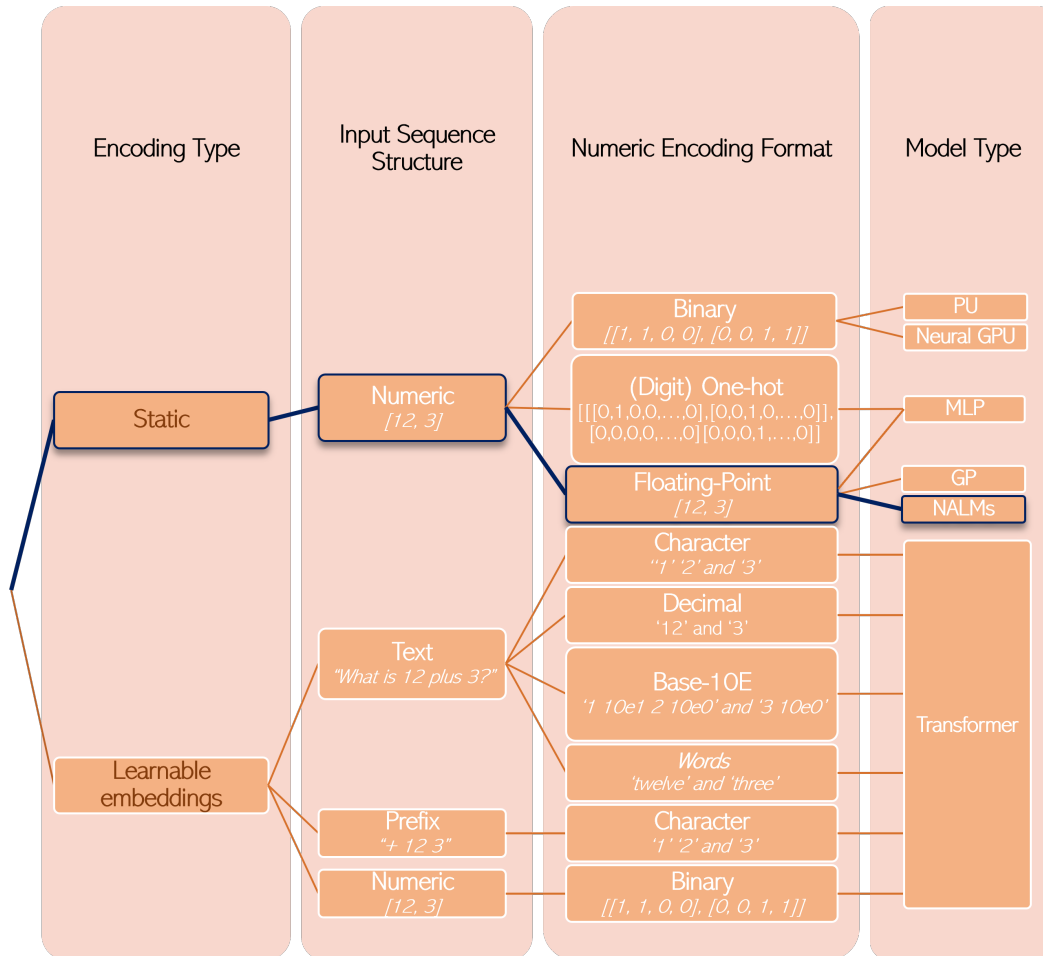 Encoding Type
Input Sequence
Structure
Numeric Encoding Format
Model Type
Static
Learnable
embeddings
Numeric
[12, 3]
Text
"What is 12 plus 3?"
Prefix
"+ 12 3"
Numeric
[12, 3]
Binary
[[1, 1, 0, 0], [0, 0, 1, 1]]
(Digit) One-hot
[[[0,1,0,0,…,0],[0,0,1,0,…,0]],
[0,0,0,0,…,0][0,0,0,1,…,0]]
Floating-Point
[12, 3]
Character
‘'1’ ‘2’ and ‘3’
Decimal
‘12’ and ‘3’
Base-10E
‘1 10e1 2 10e0’ and ‘3 10e0’
Words
‘twelve’ and ‘three’
Character
‘1’ ‘2’ and ‘3’
Binary
[[1, 1, 0, 0], [0, 0, 1, 1]]
PU
Neural GPU
MLP
GP
NALMs
Transformer